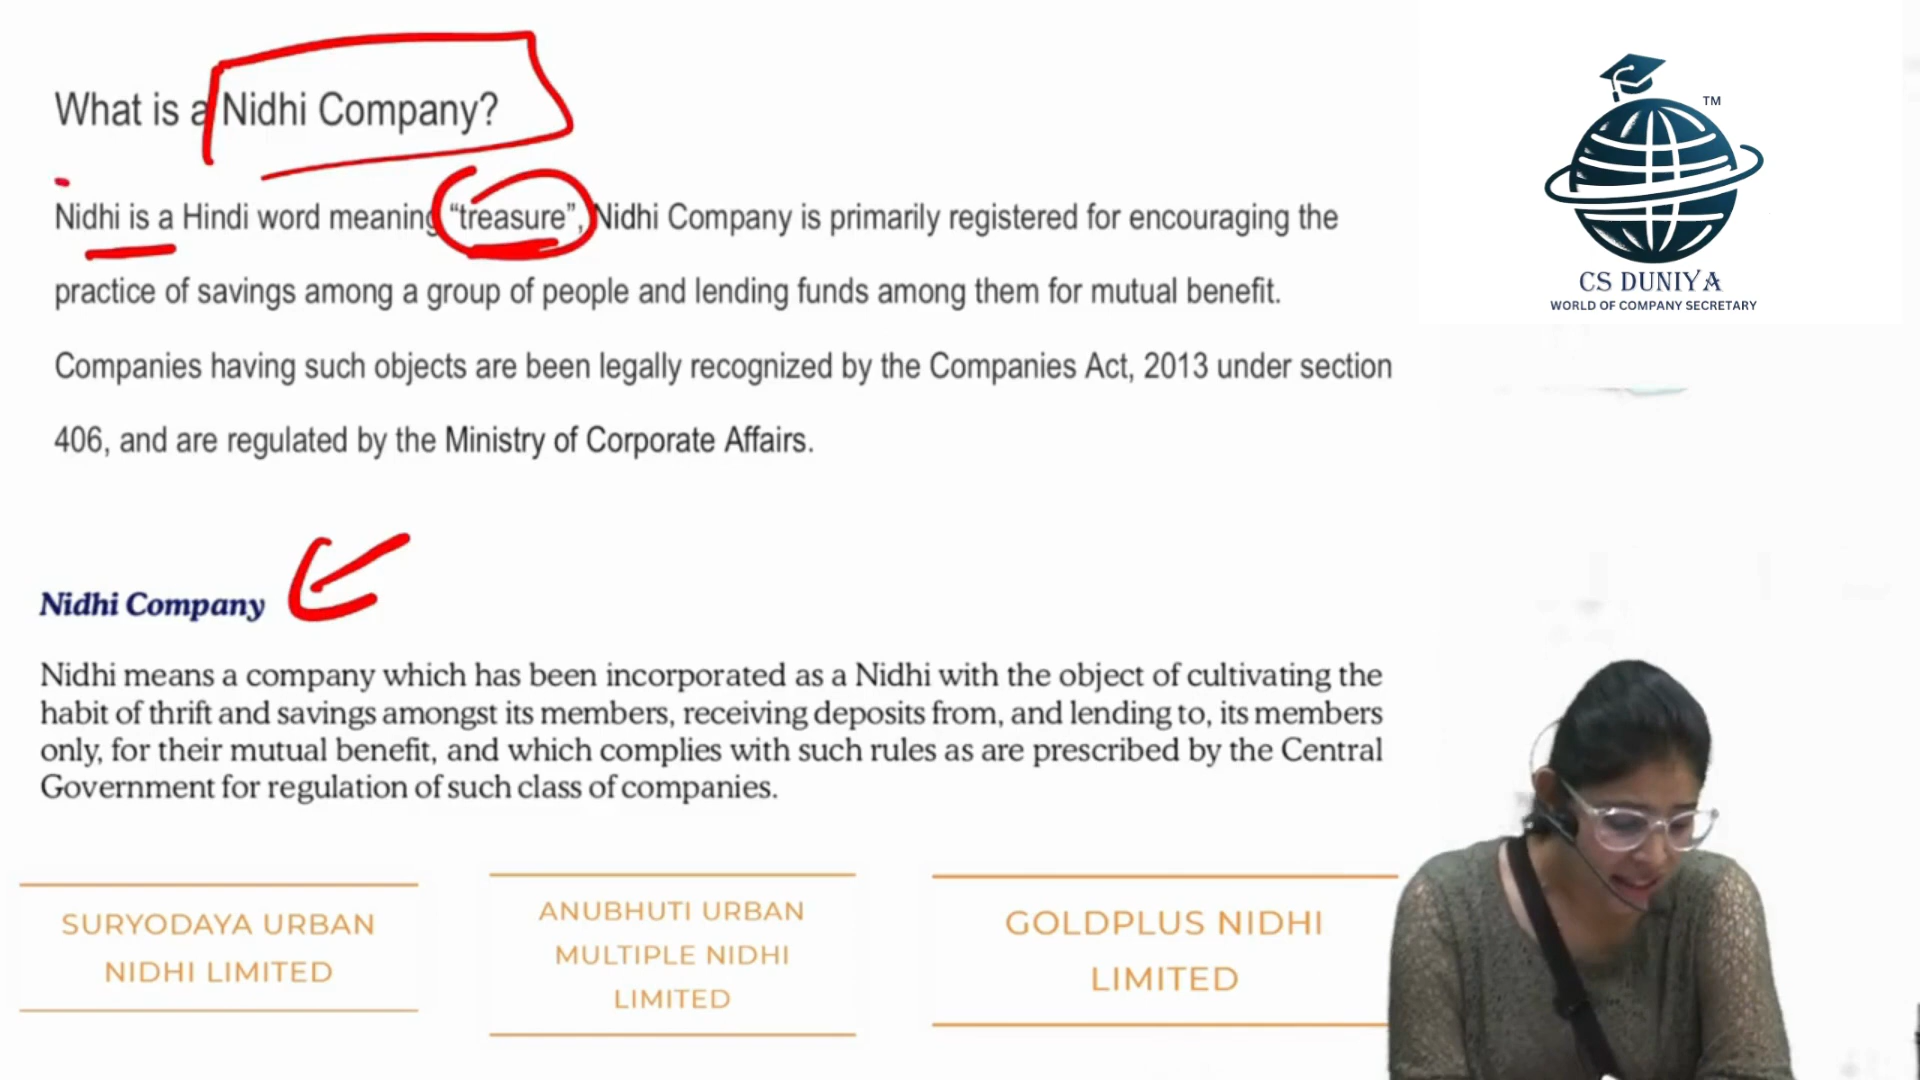 What is a Nidhi Company?
Nidhi is a Hindi word meaning “treasure”, Nidhi Company is primarily registered for encouraging the
practice of savings among a group of people and lending funds among them for mutual benefit.
Companies having such objects are been legally recognized by the Companies Act, 2013 under section
406, and are regulated by the Ministry of Corporate Affairs.
Nidhi Company
Nidhi means a company which has been incorporated as a Nidhi with the object of cultivating the
habit of thrift and savings amongst its members, receiving deposits from, and lending to, its members
only, for their mutual benefit, and which complies with such rules as are prescribed by the Central
Government for regulation of such class of companies.
SURYODAYA URBAN
NIDHI LIMITED
ANUBHUTI URBAN
MULTIPLE NIDHI
LIMITED
GOLDPLUS NIDHI
LIMITED
TM
CS DUNIYA
WORLD OF COMPANY SECRETARY